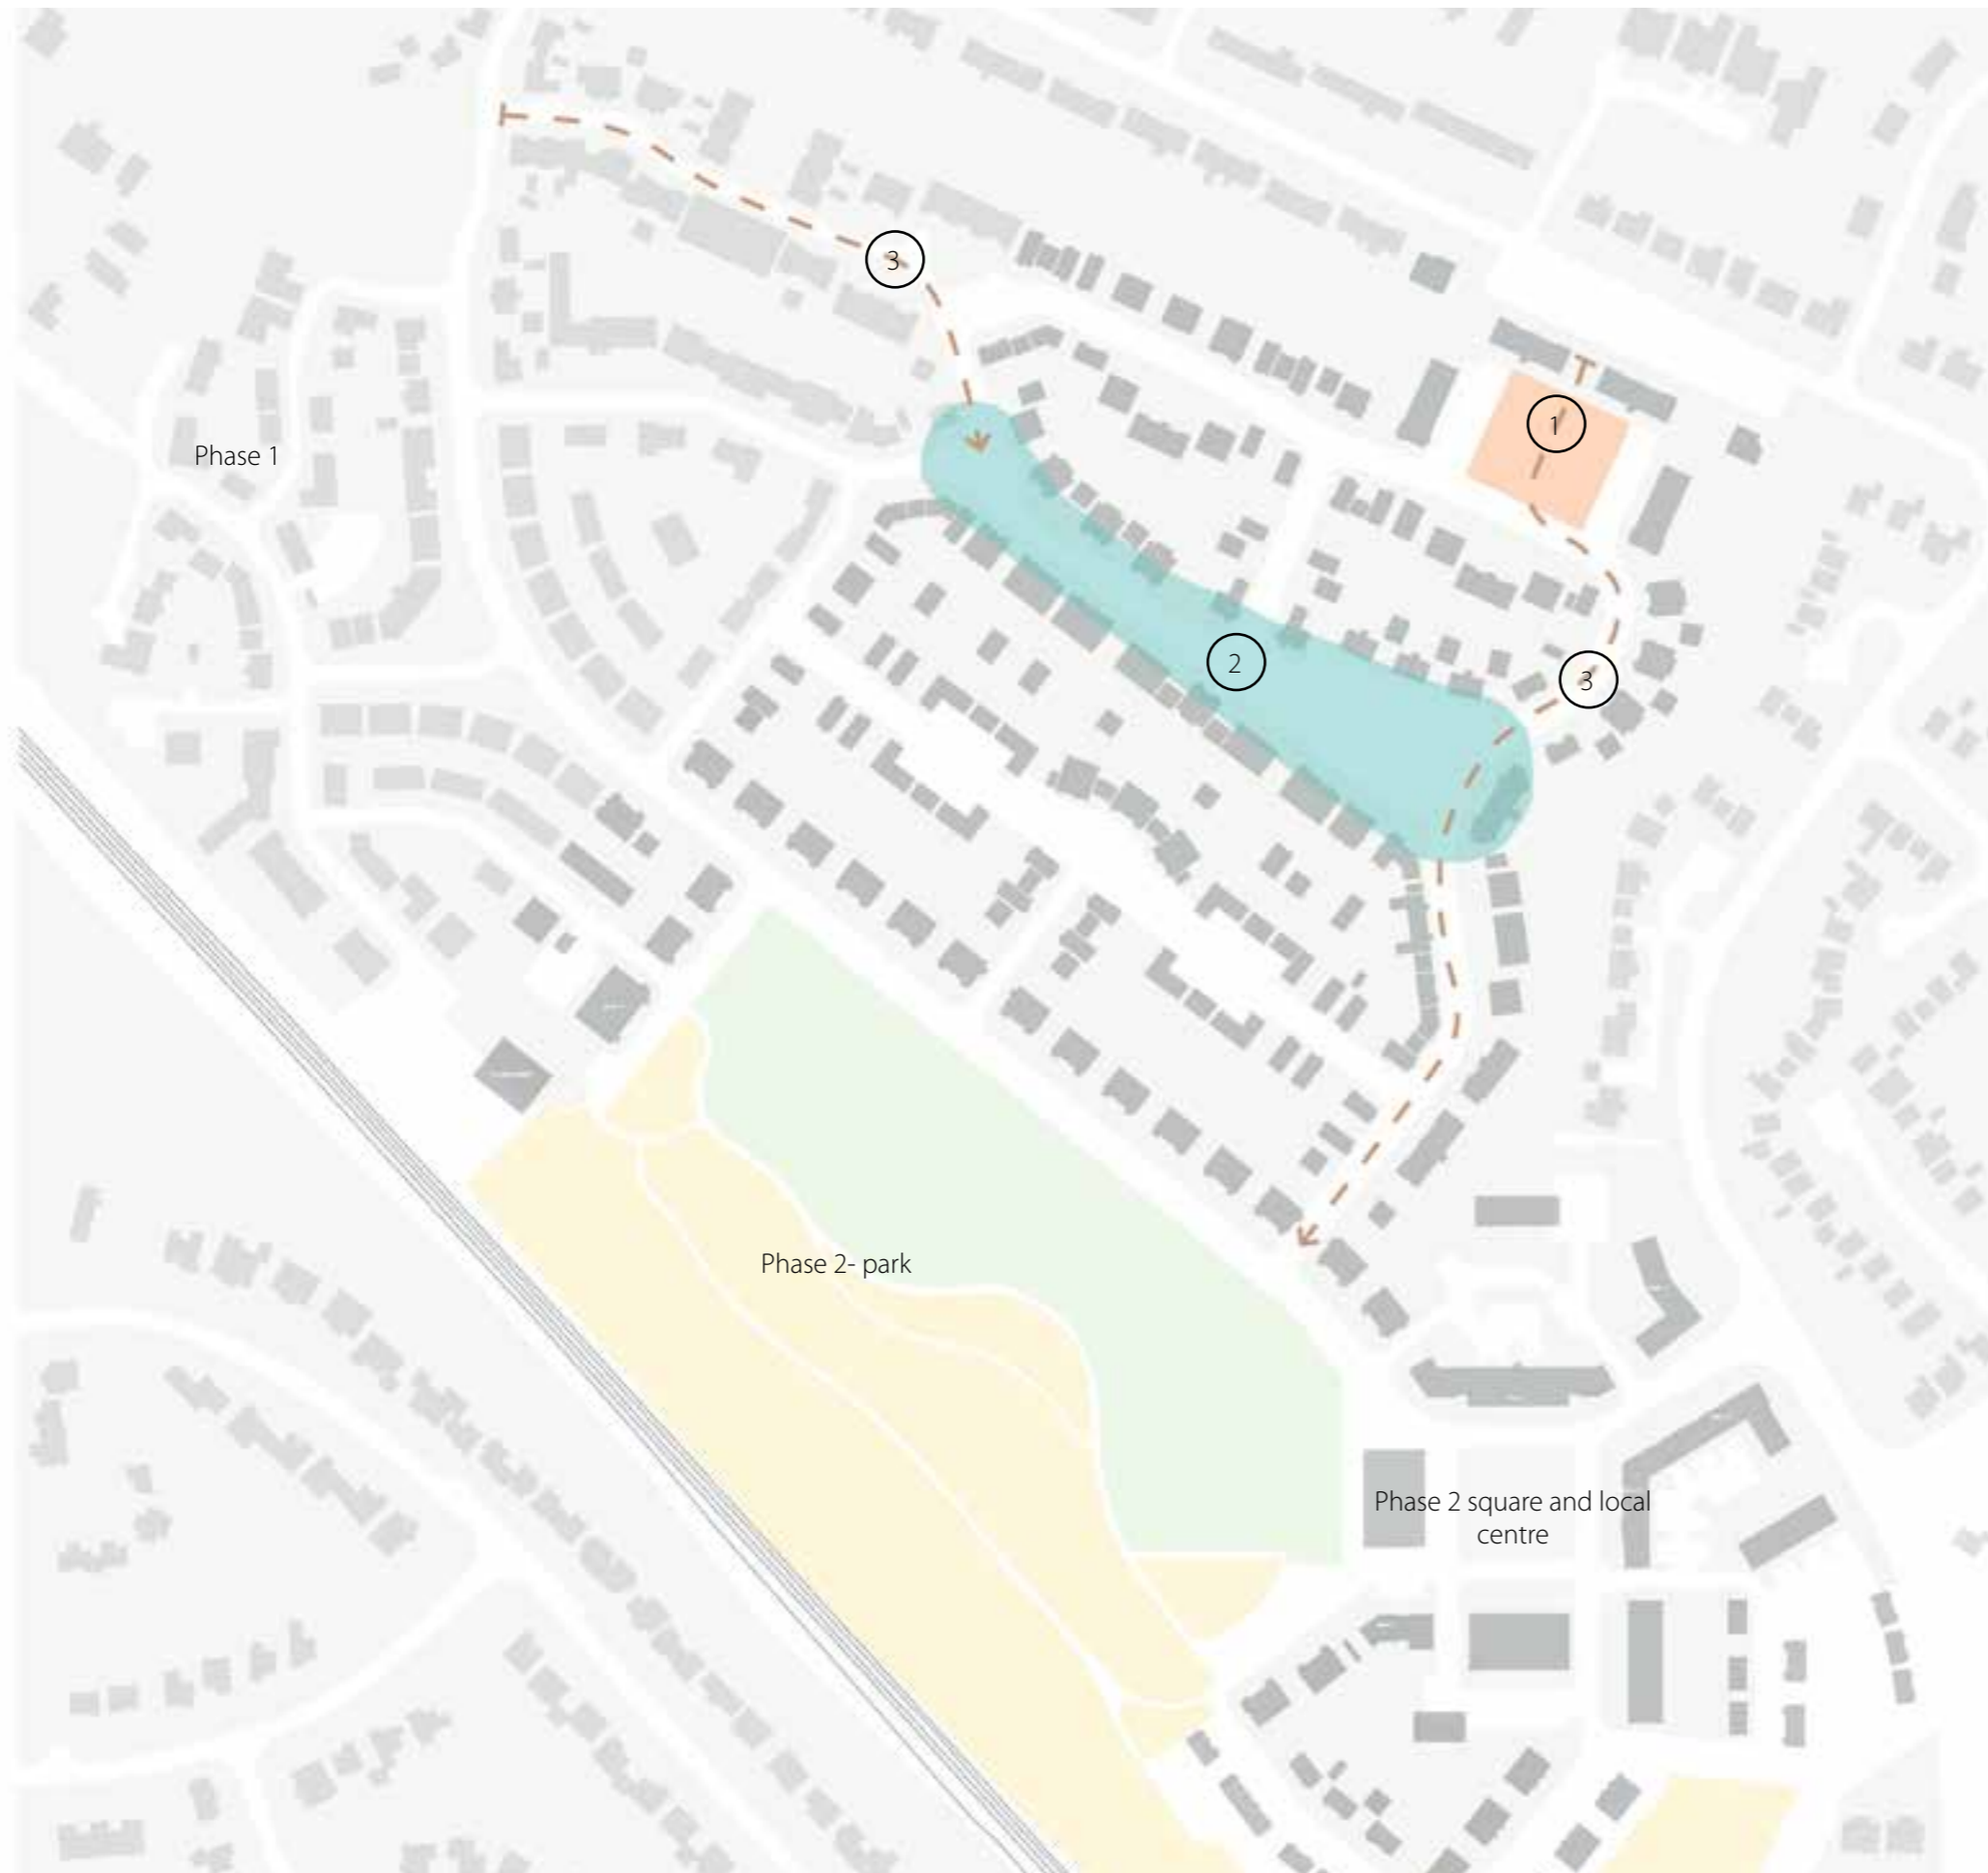 3
1
Phase 1
2
3
Phase 2- park
Phase 2 square and local
centre